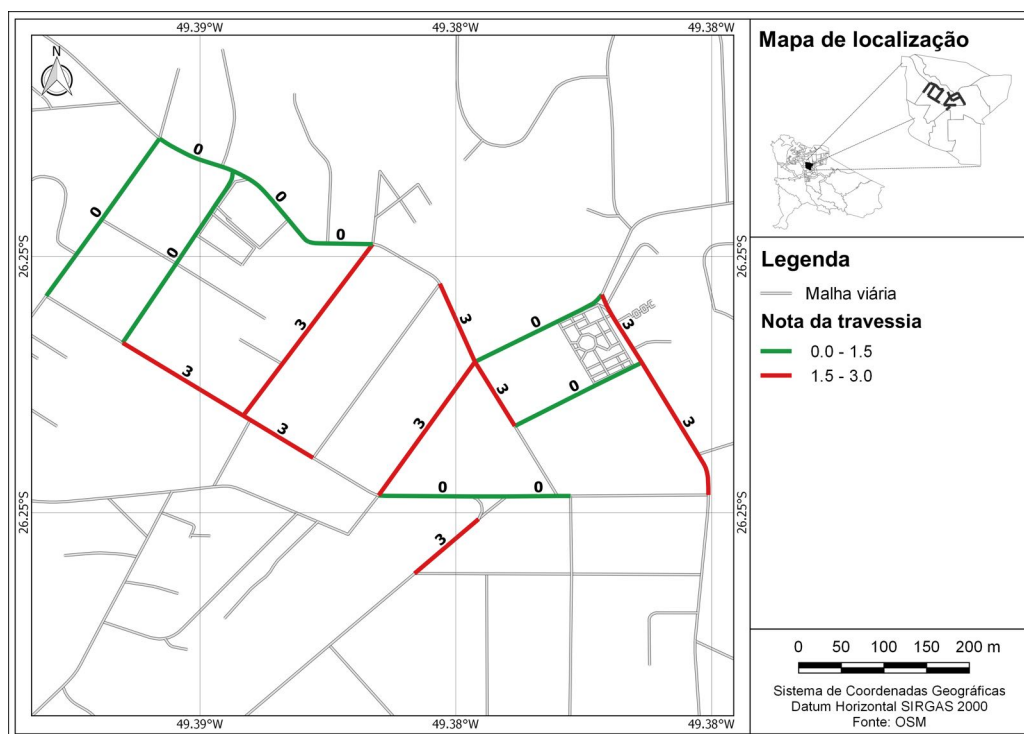 49.39°W 49.38°W 49.38°W
N
26.25°S
26.25°S
26.25°S
26.25°S
0
0
0
0
0
3
3
0
3
3
0
3
3
3
3
0 0
3
49.39°W 49.38°W 49.38°W
Mapa de localização
Legenda
Malha viária
Nota da travessia
0.0 - 1.5
1.5 - 3.0
0 50 100 150 200 m
Sistema de Coordenadas Geográficas
Datum Horizontal SIRGAS 2000
Fonte: OSM